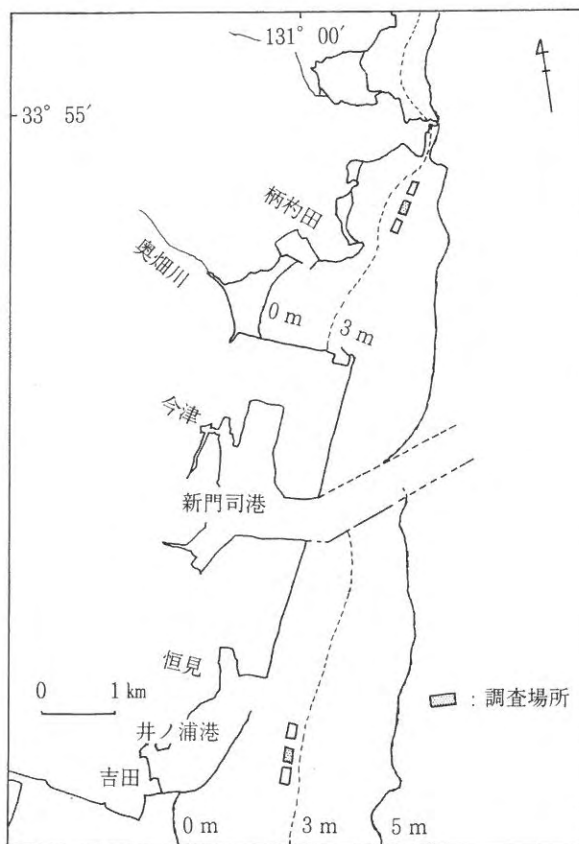 131° 00′
33° 55′
柄杓田
奥畑川
0 m
3 m
今津
新門司港
恒見
0 1 km
:調査場所
井ノ浦港
吉田
0 m
3 m
5 m